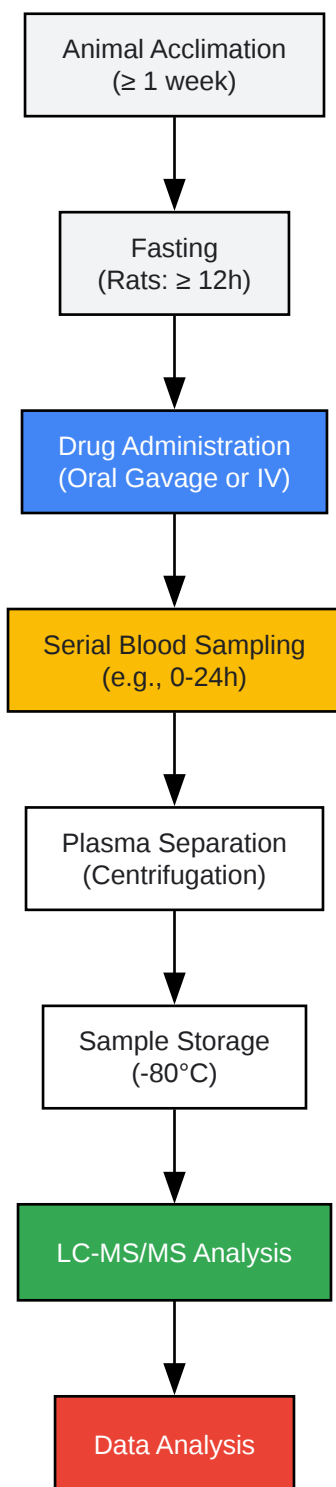 Animal Acclimation
(≥ 1 week)
Fasting
(Rats: ≥ 12h)
Drug Administration
(Oral Gavage or IV)
Serial Blood Sampling
(e.g., 0-24h)
Plasma Separation
(Centrifugation)
Sample Storage
(-80°C)
LC-MS/MS Analysis
Data Analysis